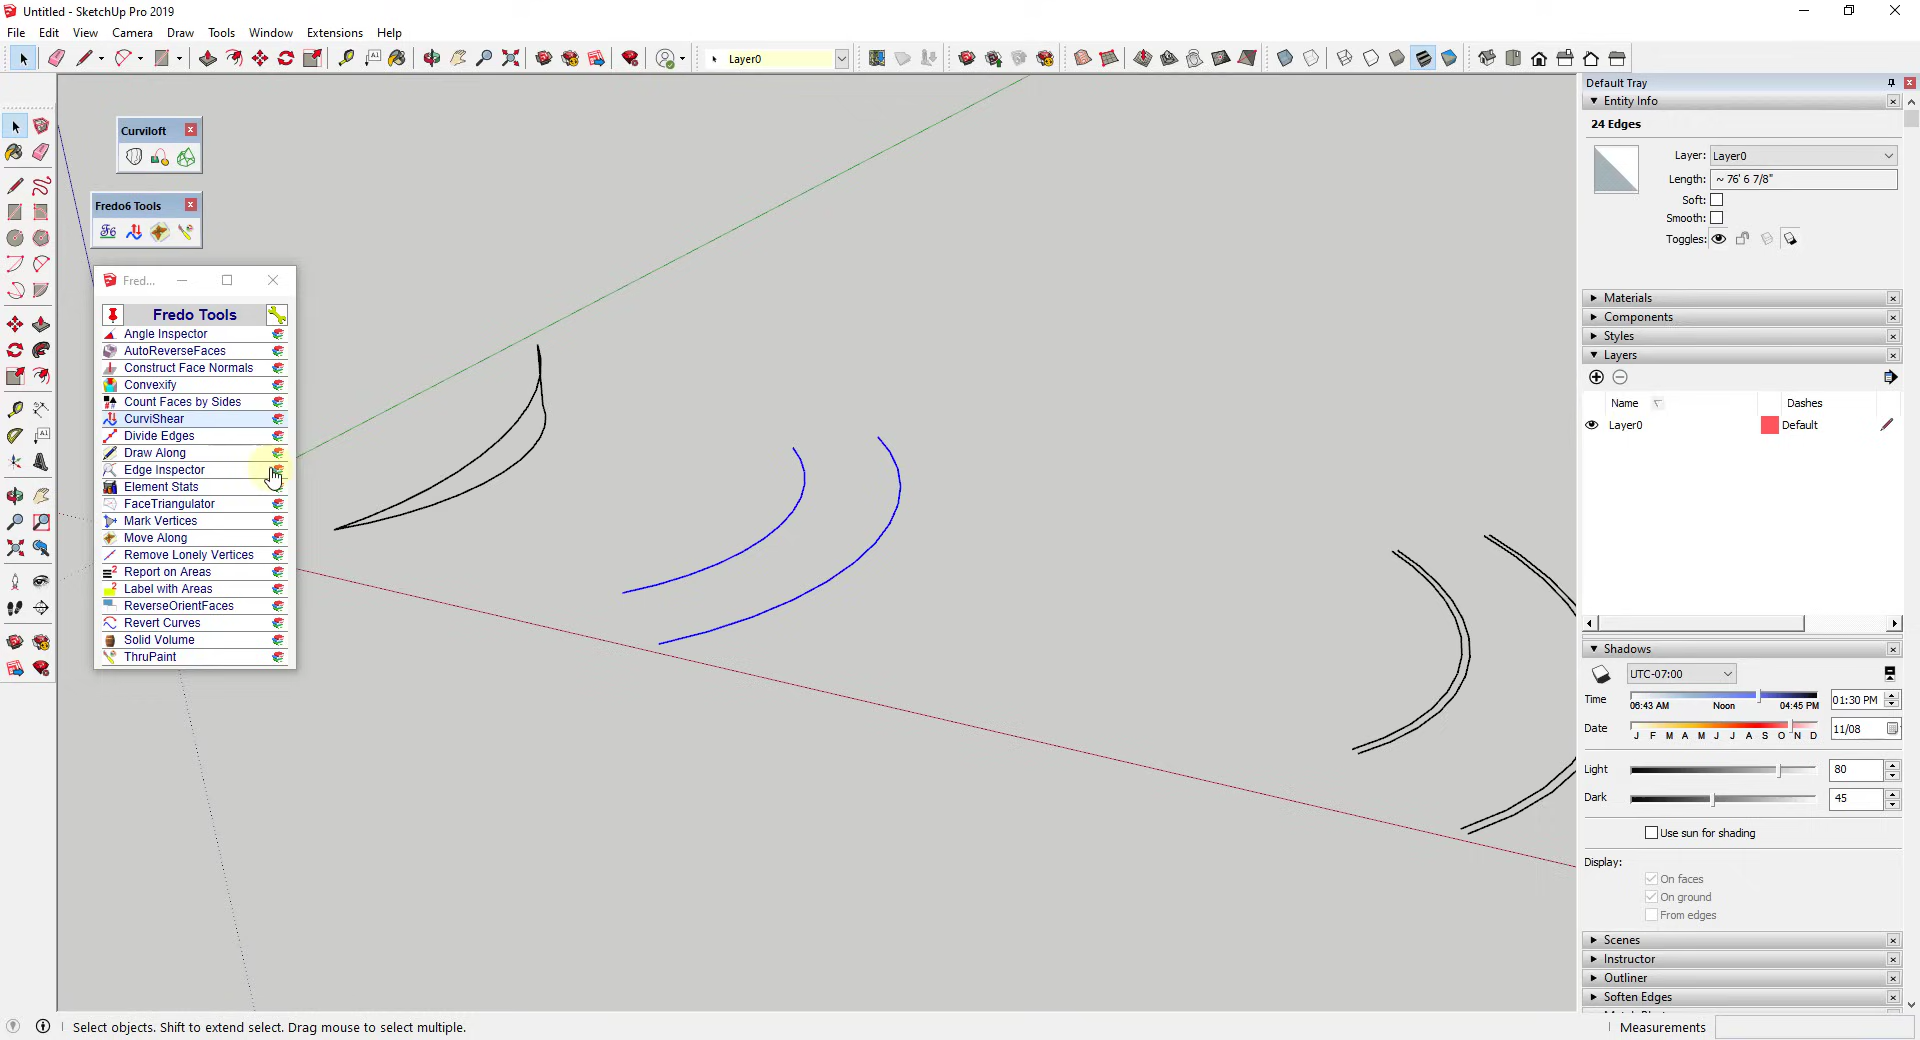 Untitled - SketchUp Pro 2019
File Edit View Camera Draw Tools Window Extensions Help
Layer0
Curviloft
Fredo6 Tools
Fred...
Fredo Tools
Angle Inspector
AutoReverseFaces
Construct Face Normals
Convexify
Count Faces by Sides
CurviShear
Divide Edges
Draw Along
Edge Inspector
Element Stats
FaceTriangulator
Mark Vertices
Move Along
Remove Lonely Vertices
Report on Areas
Label with Areas
ReverseOrientFaces
Revert Curves
Solid Volume
ThruPaint
Default Tray
Entity Info
24 Edges
Layer: Layer0
Length: ~ 76' 6 7/8"
Soft:
Smooth:
Toggles:
Materials
Components
Styles
Layers
Name Dashes
Layer0 Default
Shadows
UTC-07:00
Time 01:30 PM
06:43 AM Noon 04:45 PM
Date 11/08
J F M A M J J A S O N D
Light 80
Dark 45
Use sun for shading
Display:
On faces
On ground
From edges
Scenes
Instructor
Outliner
Soften Edges
Select objects. Shift to extend select. Drag mouse to select multiple.
Measurements